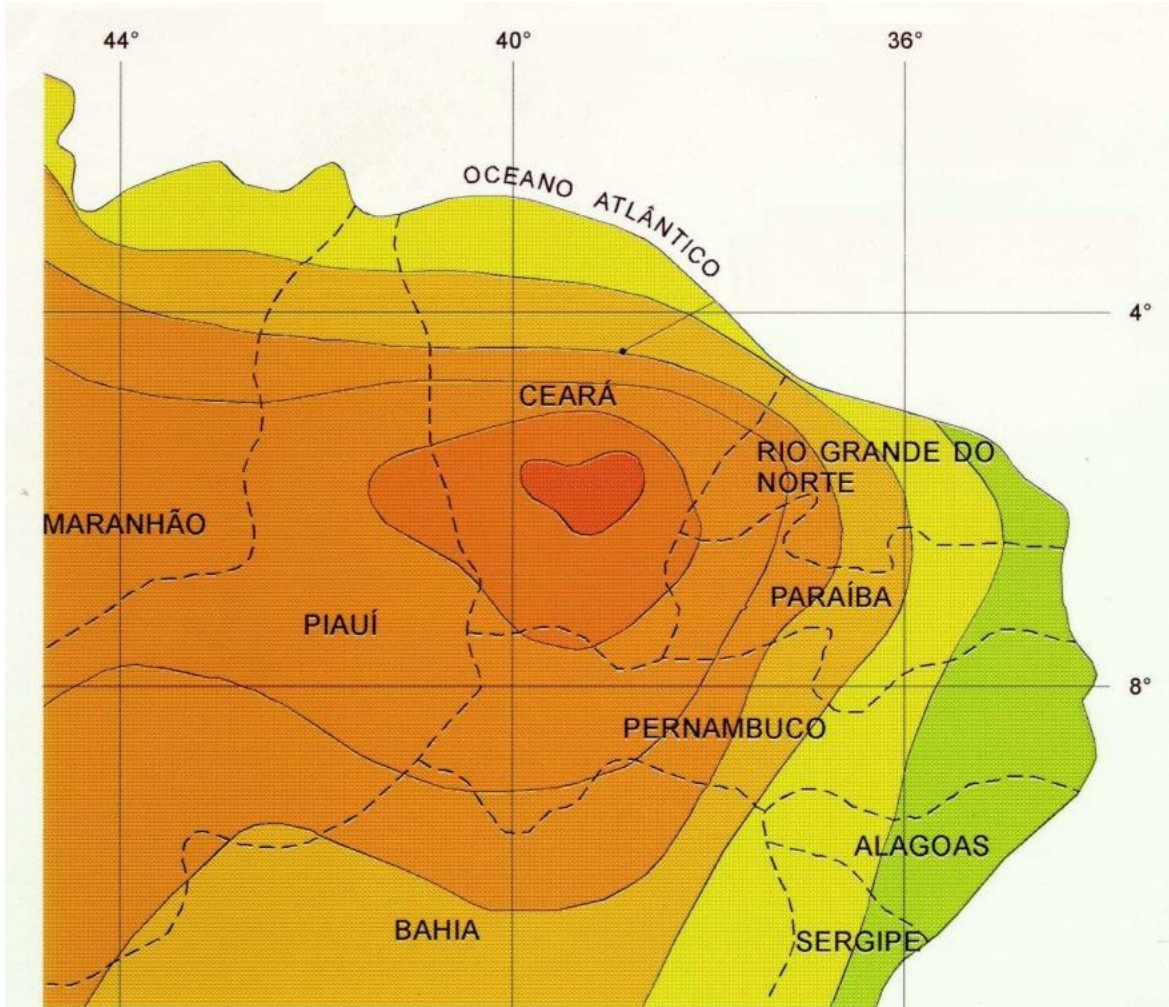 44° 40° 36°
OCEANO ATLÂNTICO
4°
CEARÁ
RIO GRANDE DO
NORTE
MARANHÃO
PARAÍBA
PIAUÍ
8°
PERNAMBUCO
ALAGOAS
BAHIA
SERGIPE